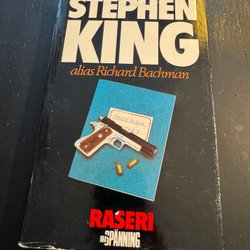 STEPHEN
KING
alias Richard Bachman
RASERI
SPÄNNING